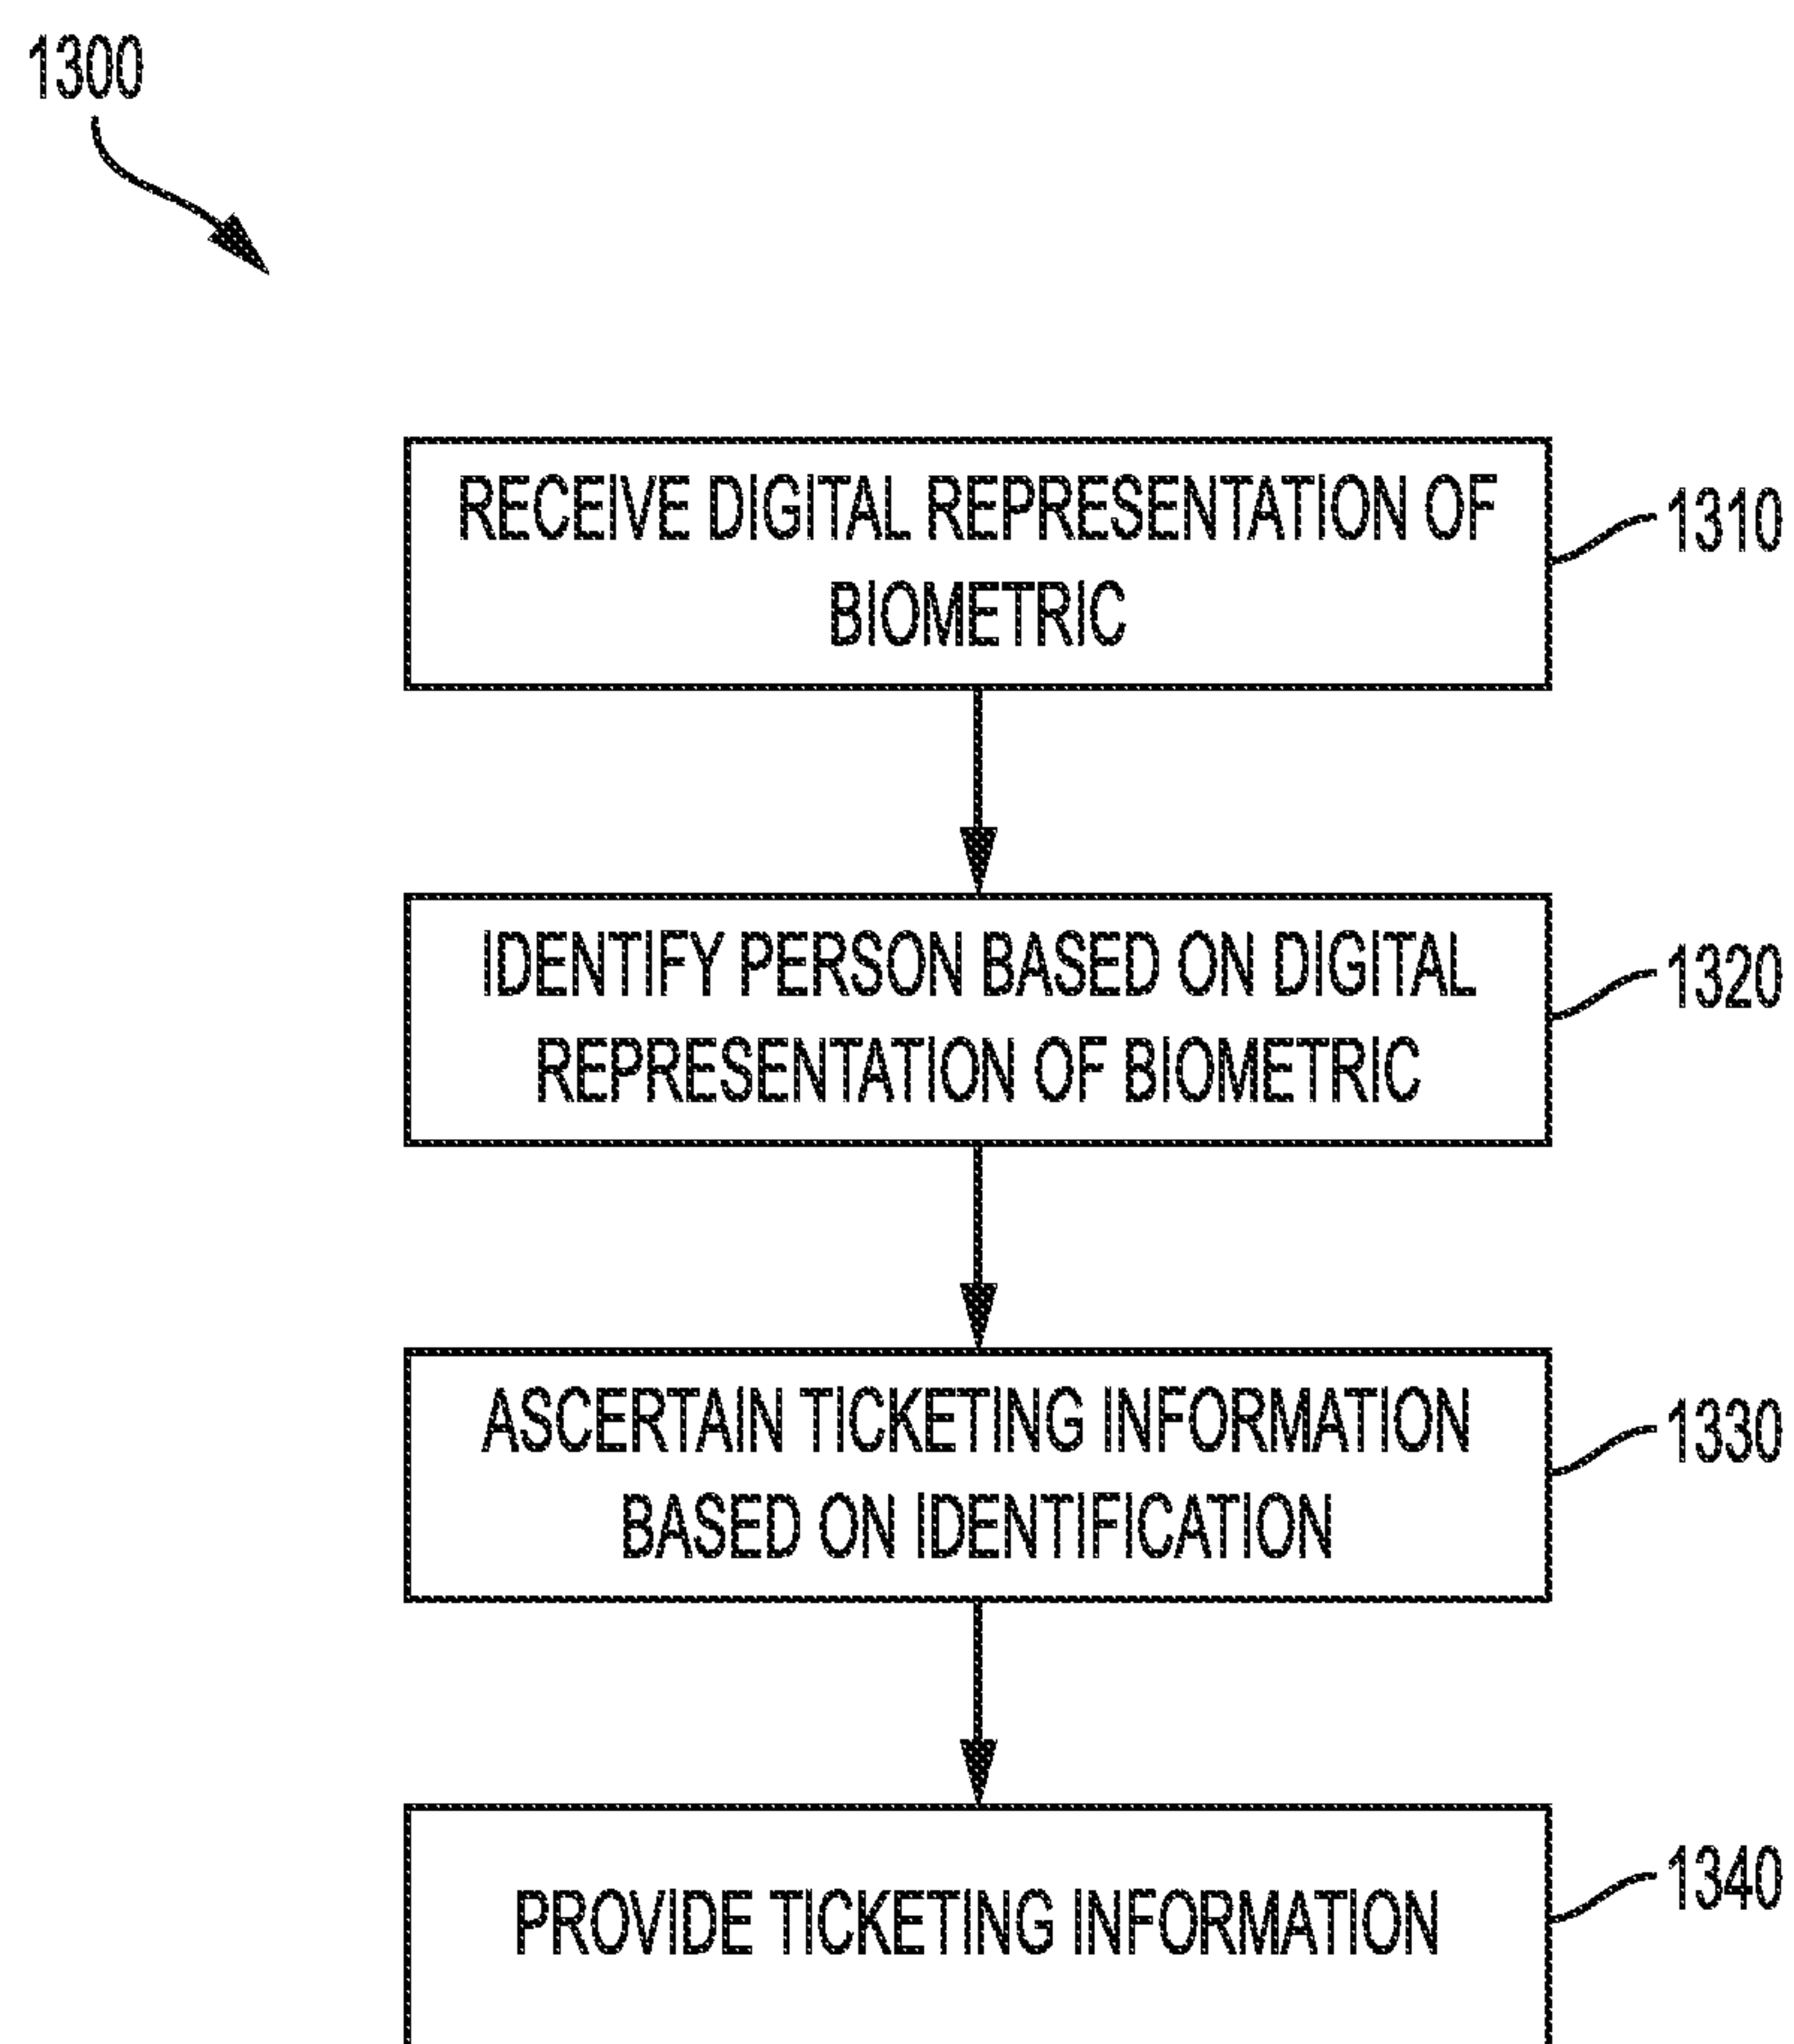 1300
RECEIVE DIGITAL REPRESENTATION OF
BIOMETRIC
1310
IDENTIFY PERSON BASED ON DIGITAL
REPRESENTATION OF BIOMETRIC
1320
ASCERTAIN TICKETING INFORMATION
BASED ON IDENTIFICATION
1330
PROVIDE TICKETING INFORMATION
1340